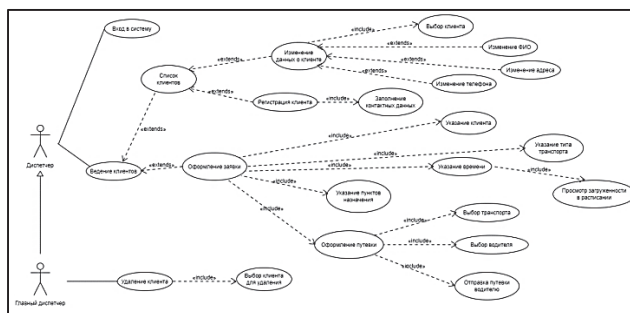 Вход в систему
Диспетчер
Главный диспетчер
Ведение клиентов
Удаление клиента
«include»
Выбор клиента
для удаления
«extends»
Список
клиентов
«extends»
«extends»
Изменение
данных о клиенте
«include»
Выбор клиента
«extends»
Изменение ФИО
«extends»
Изменение адреса
«extends»
Изменение телефона
Регистрация клиента
«include»
Заполнение
контактных данных
«extends»
Оформление заявки
«include»
Указание клиента
«include»
Указание типа
транспорта
«include»
Указание времени
«include»
Просмотр загруженности
в расписании
«include»
Указание пунктов
назначения
«include»
Оформление путевки
«include»
Выбор транспорта
«include»
Выбор водителя
«include»
Отправка путевки
водителю